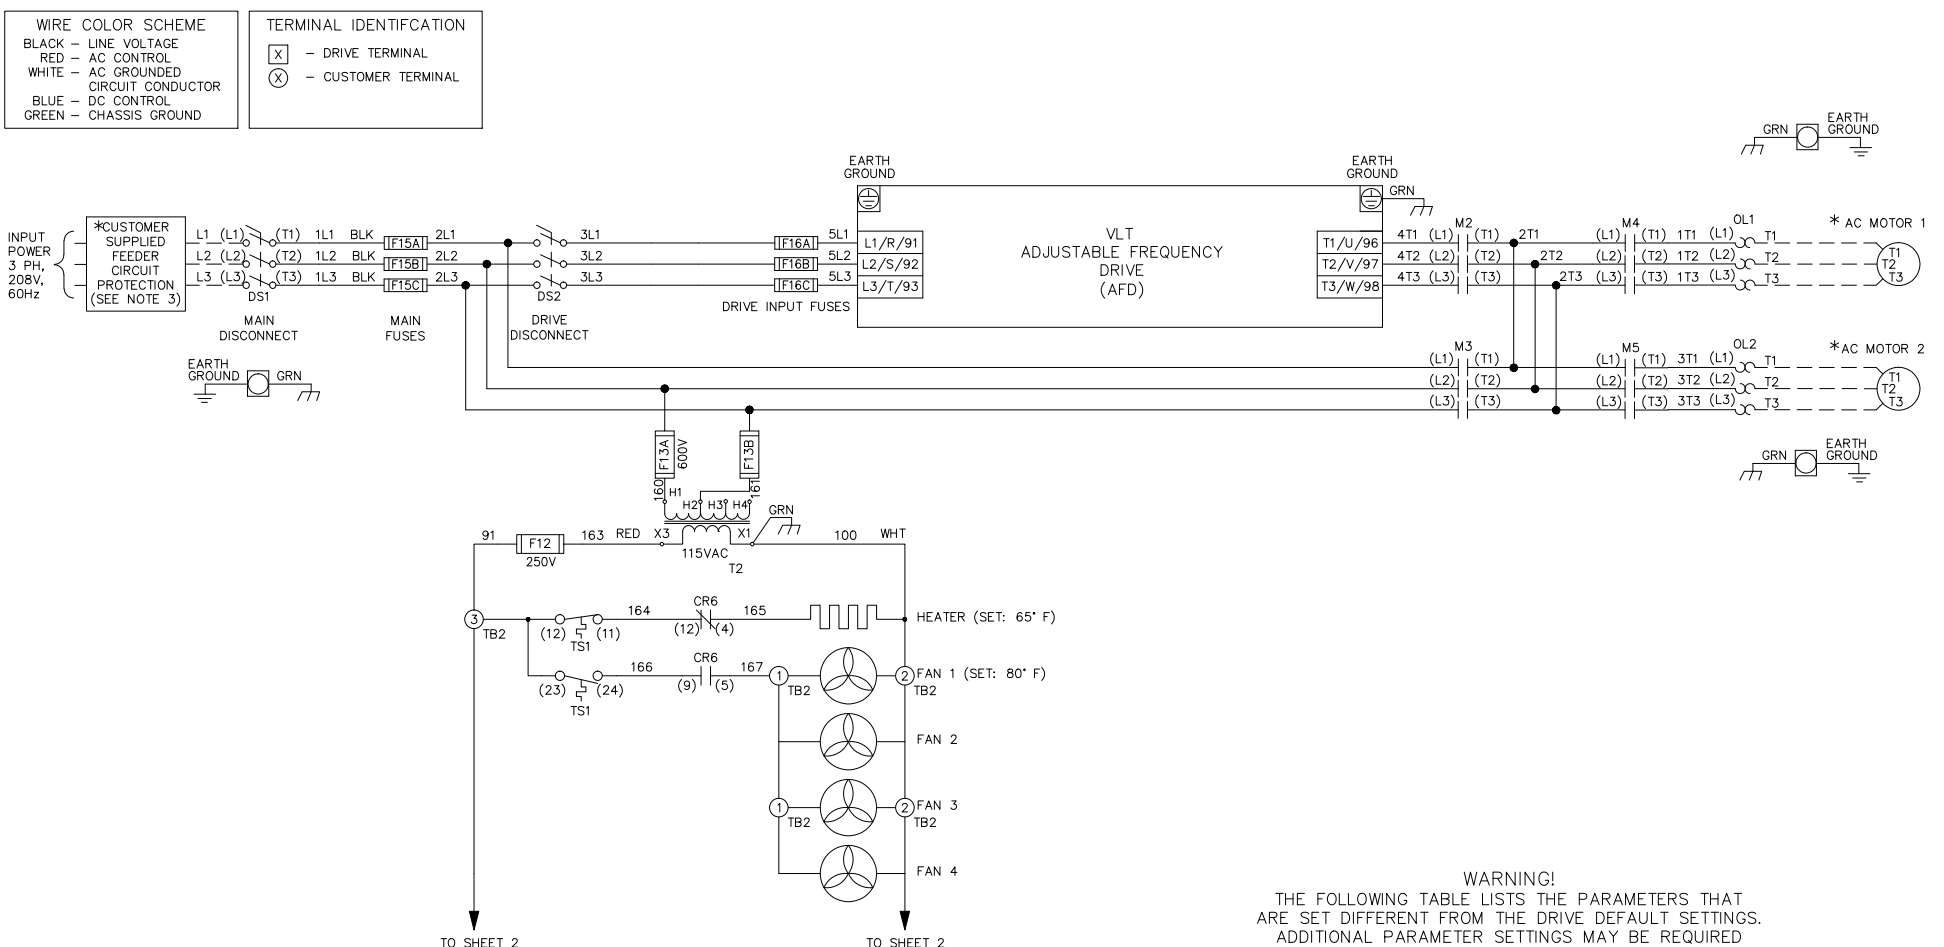 WIRE COLOR SCHEME
BLACK – LINE VOLTAGE
RED – AC CONTROL
WHITE – AC GROUNDED
CIRCUIT CONDUCTOR
BLUE – DC CONTROL
GREEN – CHASSIS GROUND
TERMINAL IDENTIFCATION
X – DRIVE TERMINAL
X – CUSTOMER TERMINAL
GRN
EARTH
GROUND
INPUT
POWER
3 PH,
208V,
60Hz
*CUSTOMER
SUPPLIED
FEEDER
CIRCUIT
PROTECTION
(SEE NOTE 3)
L1 (L1) (T1) 1L1 BLK F15A 2L1 3L1 F16A 5L1 L1/R/91
L2 (L2) (T2) 1L2 BLK F15B 2L2 3L2 F16B 5L2 L2/S/92
L3 (L3) (T3) 1L3 BLK F15C 2L3 3L3 F16C 5L3 L3/T/93
DS1
MAIN
DISCONNECT
MAIN
FUSES
DS2
DRIVE
DISCONNECT
DRIVE INPUT FUSES
EARTH
GROUND
VLT
ADJUSTABLE FREQUENCY
DRIVE
(AFD)
EARTH
GROUND
GRN
M2 M4 OL1 * AC MOTOR 1
T1/U/96 4T1 (L1) (T1) 2T1 (L1) (T1) 1T1 (L1) T1 T1
T2/V/97 4T2 (L2) (T2) 2T2 (L2) (T2) 1T2 (L2) T2 T2
T3/W/98 4T3 (L3) (T3) 2T3 (L3) (T3) 1T3 (L3) T3 T3
M3 M5 OL2 *AC MOTOR 2
(L1) (T1) (L1) (T1) 3T1 (L1) T1 T1
(L2) (T2) (L2) (T2) 3T2 (L2) T2 T2
(L3) (T3) (L3) (T3) 3T3 (L3) T3 T3
EARTH
GROUND GRN
GRN
EARTH
GROUND
F13A
600V
F13B
160 H1 H2 H3 H4 161
GRN
91 F12 163 RED X3 X1 100 WHT
250V
115VAC
T2
3
TB2
164 CR6 165 HEATER (SET: 65° F)
(12) (11) (12) (4)
TS1
166 CR6 167 1 2 FAN 1 (SET: 80° F)
(23) (24) (9) (5) TB2 TB2
TS1
FAN 2
1 2 FAN 3
TB2 TB2
FAN 4
TO SHEET 2
TO SHEET 2
WARNING!
THE FOLLOWING TABLE LISTS THE PARAMETERS THAT
ARE SET DIFFERENT FROM THE DRIVE DEFAULT SETTINGS.
ADDITIONAL PARAMETER SETTINGS MAY BE REQUIRED